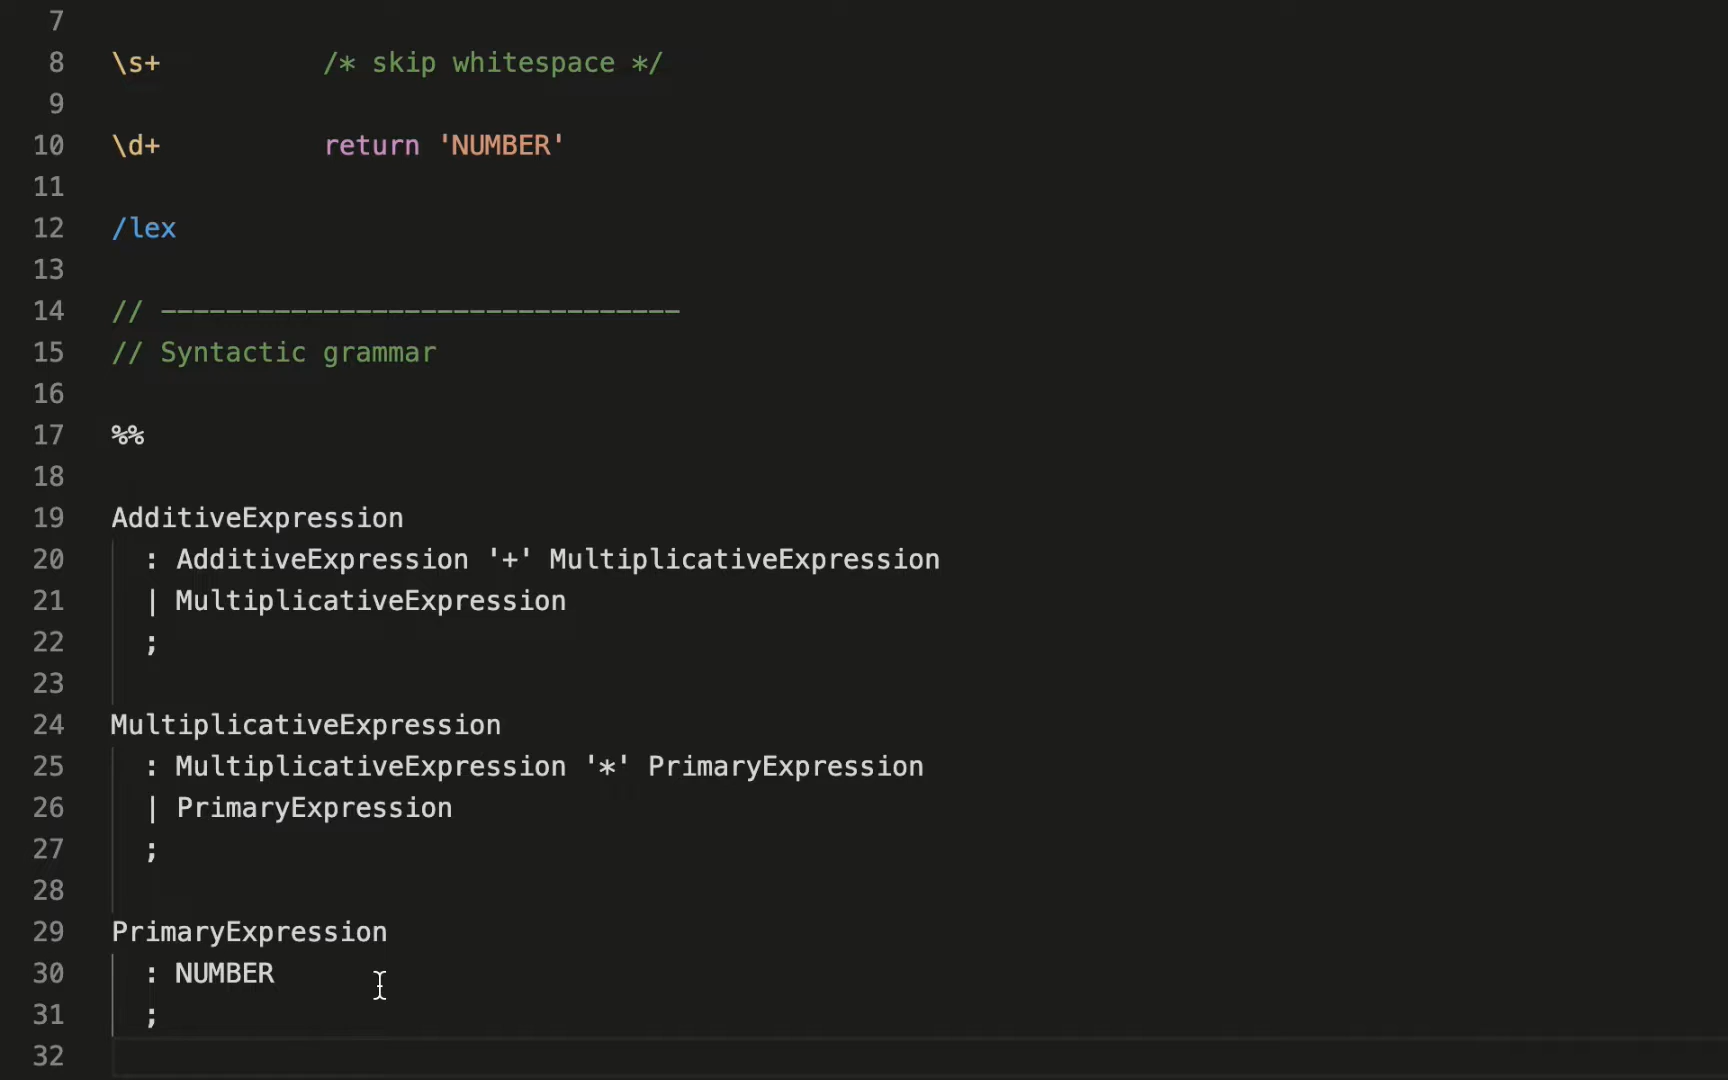 7
8 \s+ /* skip whitespace */
9
10 \d+ return 'NUMBER'
11
12 /lex
13
14 // --------------------------------
15 // Syntactic grammar
16
17 %%
18
19 AdditiveExpression
20 : AdditiveExpression '+' MultiplicativeExpression
21 | MultiplicativeExpression
22 ;
23
24 MultiplicativeExpression
25 : MultiplicativeExpression '*' PrimaryExpression
26 | PrimaryExpression
27 ;
28
29 PrimaryExpression
30 : NUMBER
31 ;
32